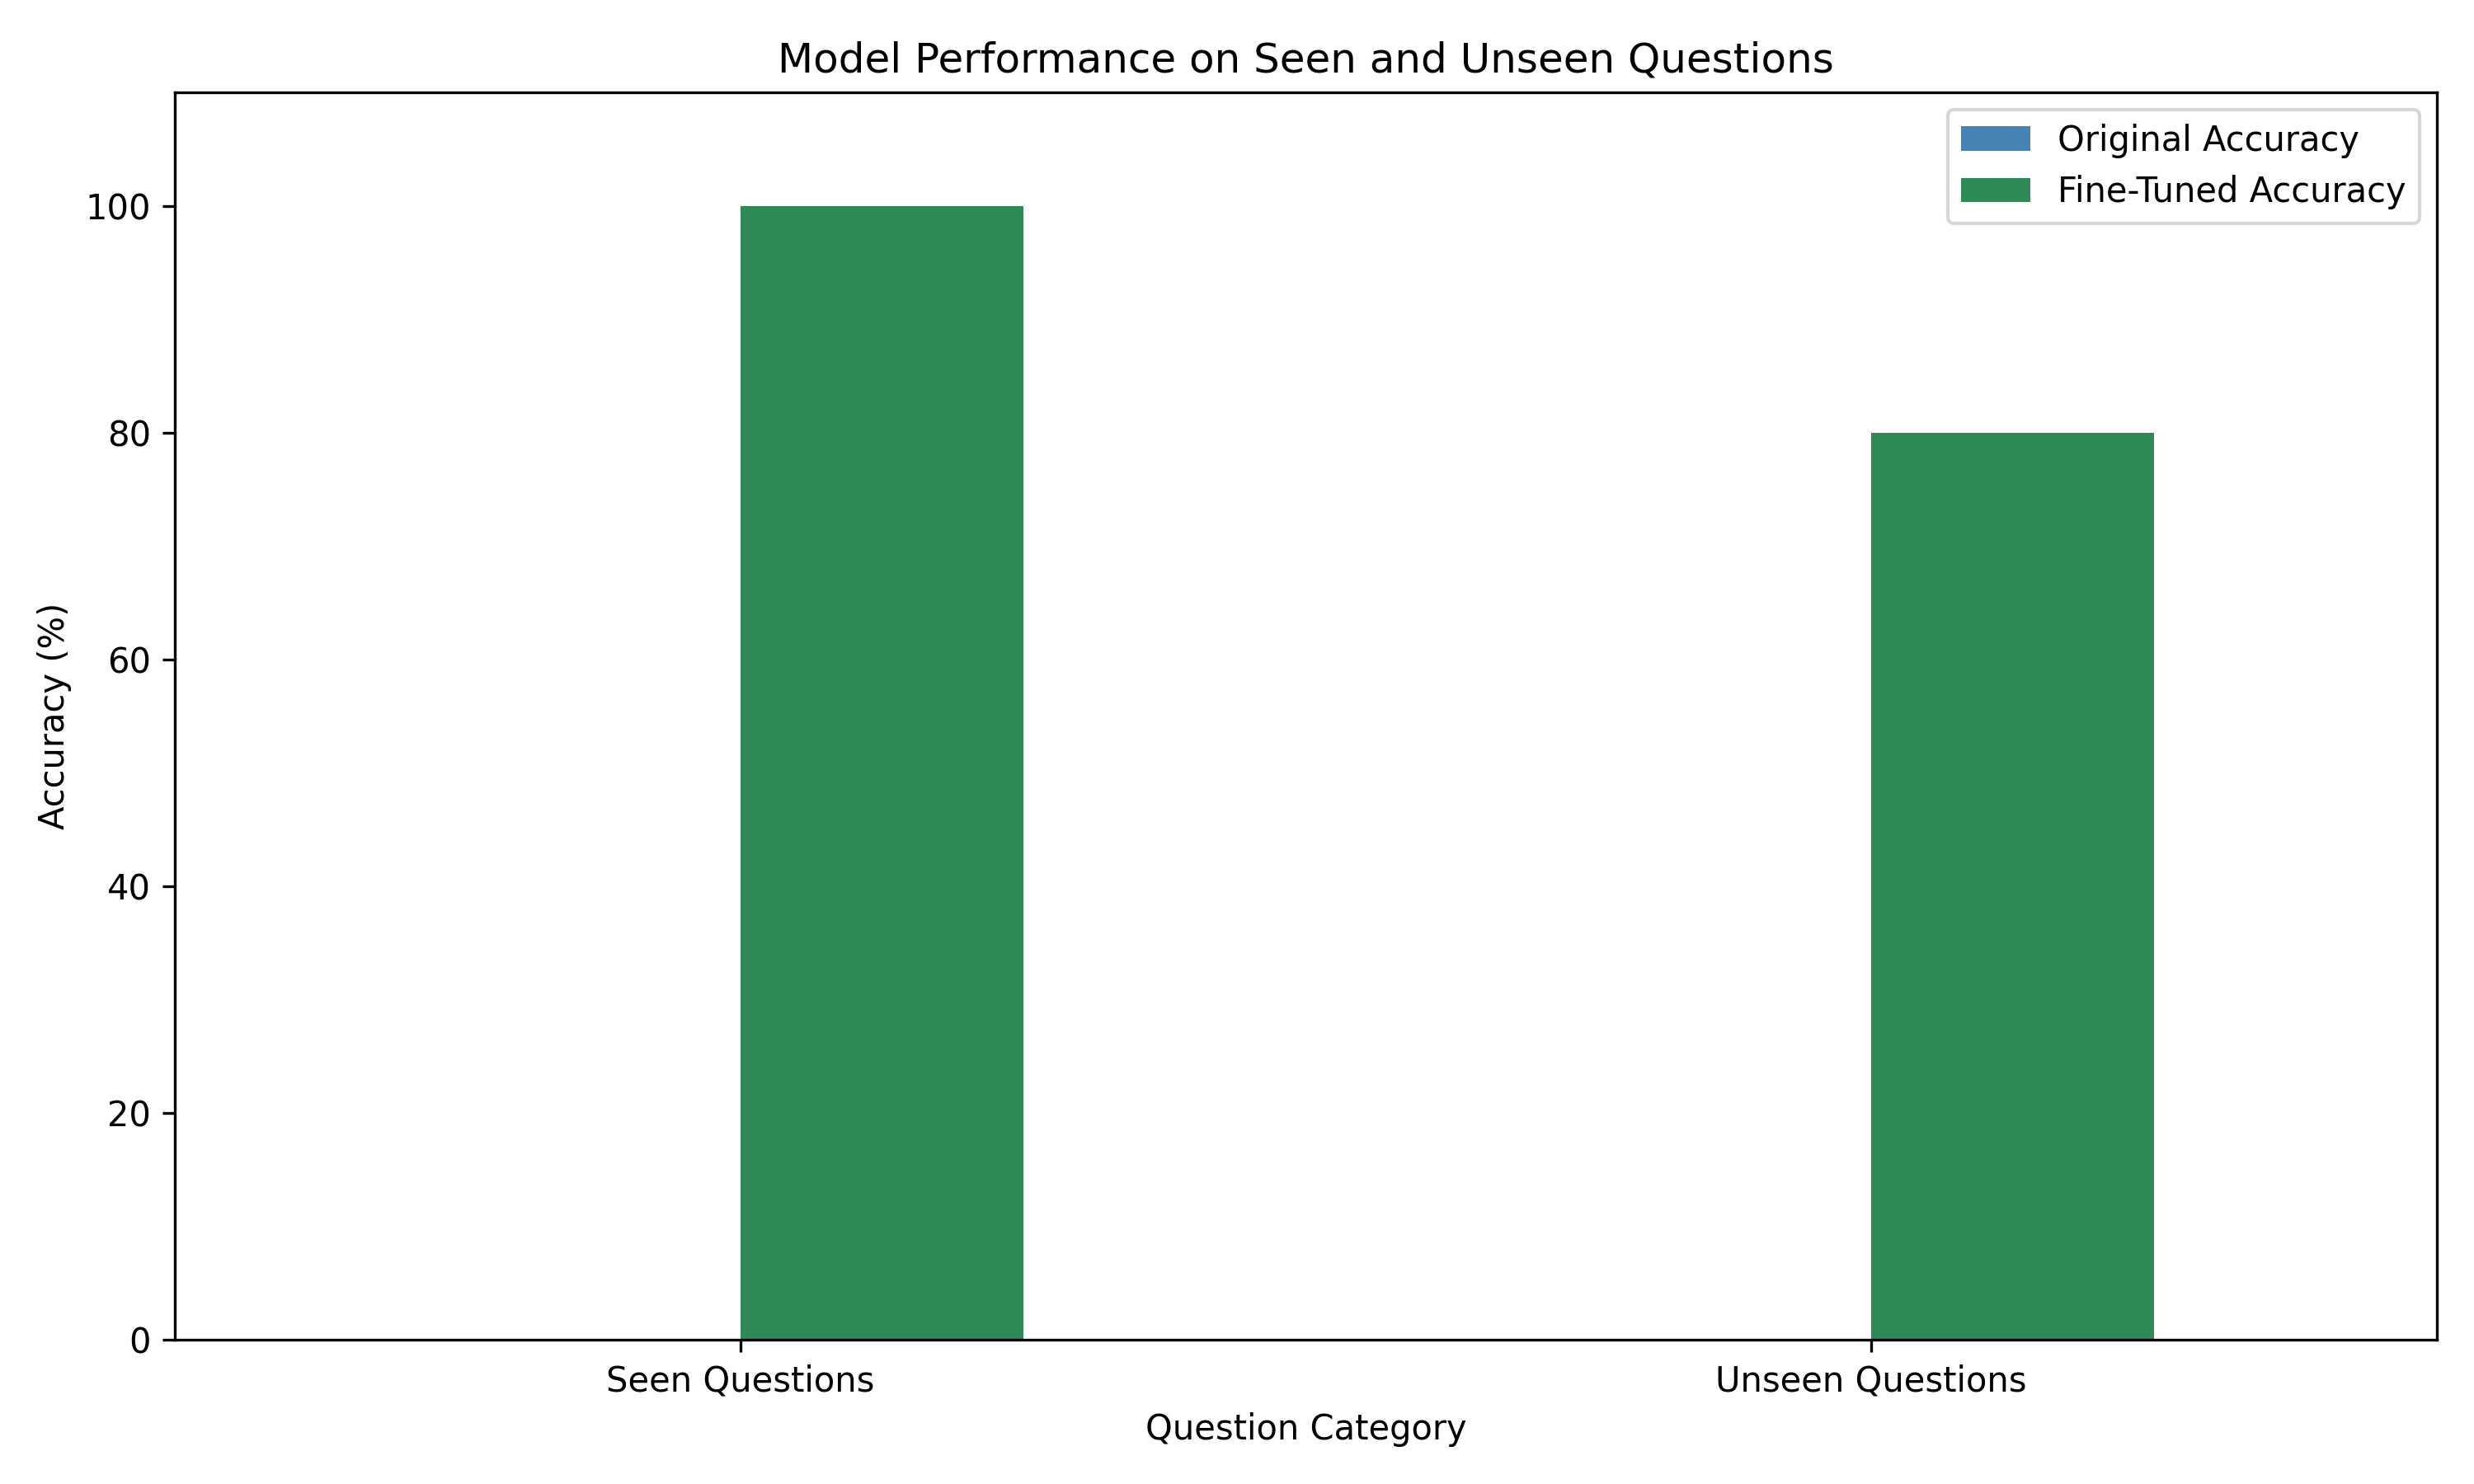 Model Performance on Seen and Unseen Questions
Original Accuracy
Fine-Tuned Accuracy
Accuracy (%)
100
80
60
40
20
0
Seen Questions
Unseen Questions
Question Category